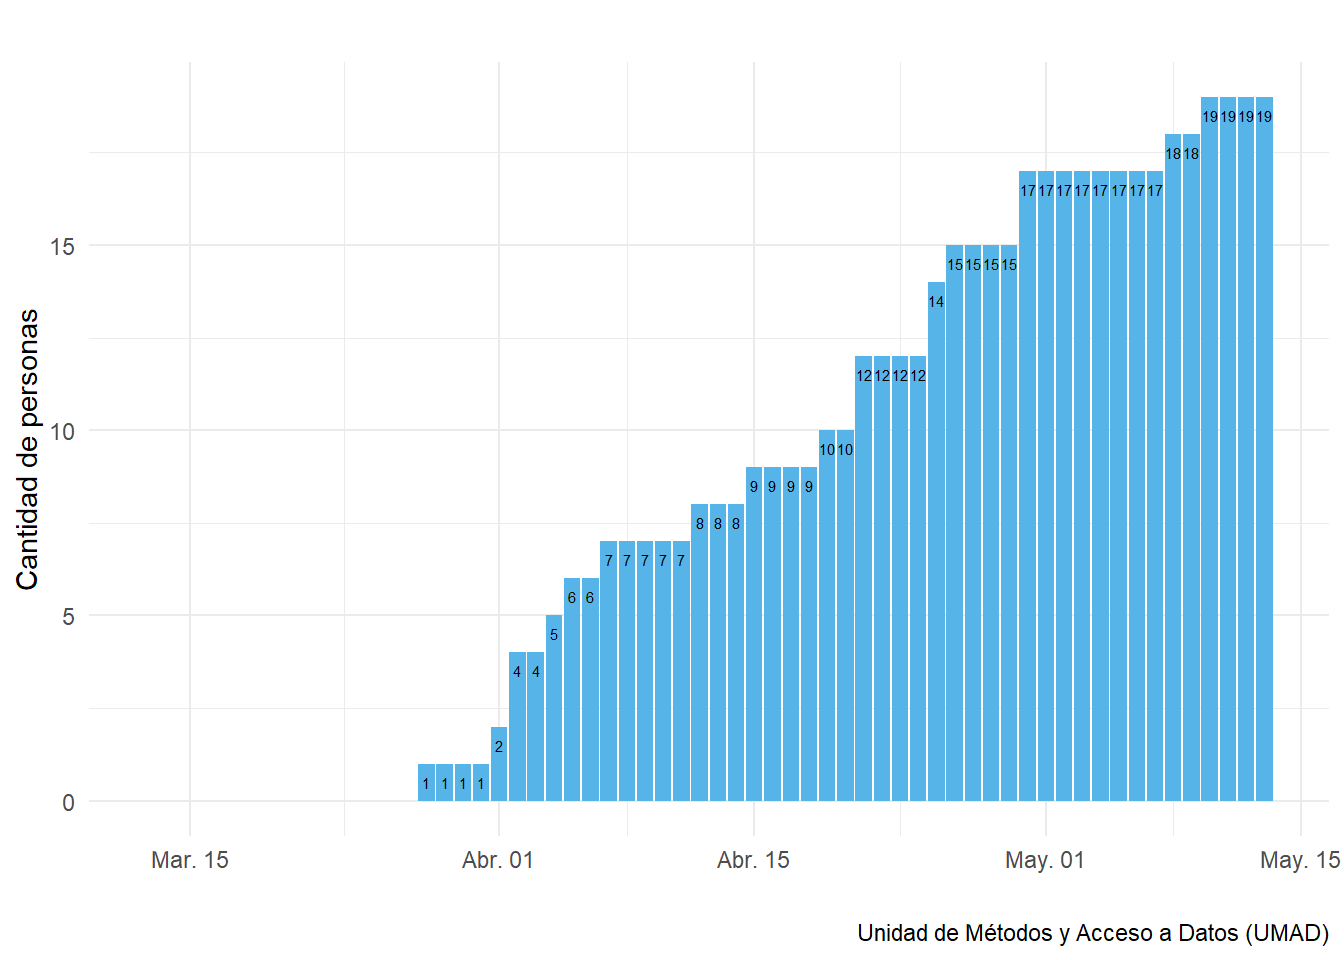 Cantidad de personas
15
10
5
0
1 1 1 1 2 4 4 5 6 6 7 7 7 7 7 8 8 8 9 9 9 9 10 10 12 12 12 12 14 15 15 15 15 17 17 17 17 17 17 17 17 18 18 19 19 19 19
Mar. 15 Abr. 01 Abr. 15 May. 01 May. 15
Unidad de Métodos y Acceso a Datos (UMAD)